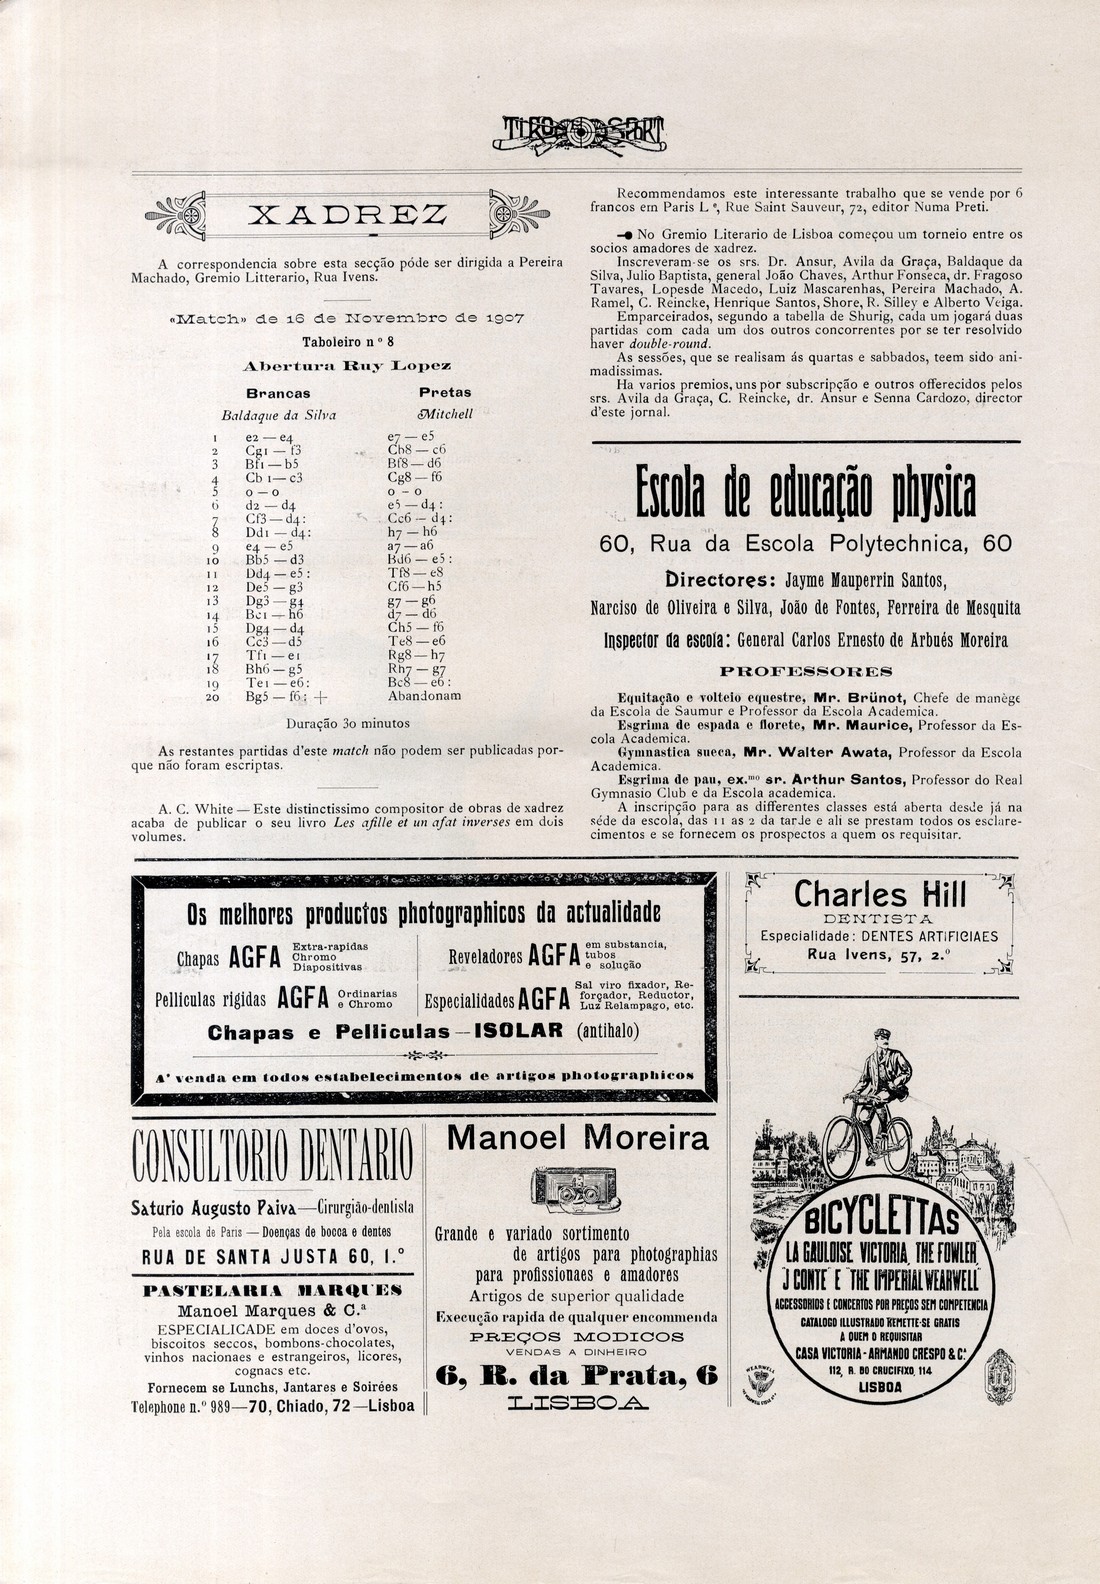 TIRO E SPORT
XADREZ
A correspondencia sobre esta secção póde ser dirigida a Pereira
Machado, Gremio Litterario, Rua Ivens.
«Match» de 16 de Novembro de 1907
Taboleiro n º 8
Abertura Ruy Lopez
Brancas Pretas
Baldaque da Silva Mitchell
1 e2 — e4 e7 — e5
2 Cg1 — f3 Cb8 — c6
3 Bf1 — b5 Bf8 — d6
4 Cb 1— c3 Cg8 — f6
5 o — o o - o
6 d2 — d4 e5 — d4:
7 Cf3 — d4: Cc6 — d4:
8 Dd1 — d4: h7 — h6
9 e4 — e5 a7 — a6
10 Bb5 — d3 Bd6 — e5:
11 Dd4 — e5: Tf8 — e8
12 De5 — g3 Cf6 — h5
13 Dg3 — g4 g7 — g6
14 Bc1 — h6 d7 — d6
15 Dg4 — d4 Ch5 — f6
16 Cc3 — d5 Te8 — e6
17 Tf1 — e1 Rg8 — h7
18 Bh6 — g5 Rh7 — g7
19 Te1 — e6: Bc8 — e6:
20 Bg5 — f6: + Abandonam
Duração 30 minutos
As restantes partidas d'este match não podem ser publicadas por-
que não foram escriptas.
A. C. White — Este distinctissimo compositor de obras de xadrez
acaba de publicar o seu livro Les afille et un afat inverses em dois
volumes.
Recommendamos este interessante trabalho que se vende por 6
francos em Paris L e, Rue Saint Sauveur, 72, editor Numa Preti.
No Gremio Literario de Lisboa começou um torneio entre os
socios amadores de xadrez.
Inscreveram-se os srs. Dr. Ansur, Avila da Graça, Baldaque da
Silva, Julio Baptista, general João Chaves, Arthur Fonseca, dr. Fragoso
Tavares, Lopesde Macedo, Luiz Mascarenhas, Pereira Machado, A.
Ramel, C. Reincke, Henrique Santos, Shore, R. Silley e Alberto Veiga.
Emparceirados, segundo a tabella de Shurig, cada um jogará duas
partidas com cada um dos outros concorrentes por se ter resolvido
haver double-round.
As sessões, que se realisam ás quartas e sabbados, teem sido ani-
madissimas.
Ha varios premios, uns por subscripção e outros offerecidos pelos
srs. Avila da Graça, C. Reincke, dr. Ansur e Senna Cardozo, director
d'este jornal.
Escola de educação physica
60, Rua da Escola Polytechnica, 60
Directores: Jayme Mauperrin Santos,
Narciso de Oliveira e Silva, João de Fontes, Ferreira de Mesquita
Inspector da escola: General Carlos Ernesto de Arbués Moreira
PROFESSORES
Equitação e volteio equestre, Mr. Brünot, Chefe de manège
da Escola de Saumur e Professor da Escola Academica.
Esgrima de espada e florete, Mr. Maurice, Professor da Es-
cola Academica.
Gymnastica sueca, Mr. Walter Awata, Professor da Escola
Academica.
Esgrima de pau, ex.mo sr. Arthur Santos, Professor do Real
Gymnasio Club e da Escola academica.
A inscripção para as differentes classes está aberta desde já na
séde da escola, das 11 as 2 da tarde e ali se prestam todos os esclare-
cimentos e se fornecem os prospectos a quem os requisitar.
Os melhores productos photographicos da actualidade
Chapas AGFA Extra-rapidas
Chromo
Diapositivas
Reveladores AGFA em substancia,
tubos
e solução
Pelliculas rigidas AGFA Ordinarias
e Chromo
Especialidades AGFA Sal viro fixador, Re-
forçador, Reductor,
Luz Relampago, etc.
Chapas e Pelliculas — ISOLAR (antihalo)
A' venda em todos estabelecimentos de artigos photographicos
Charles Hill
DENTISTA
Especialidade: DENTES ARTIFICIAES
Rua Ivens, 57, 2.º
CONSULTORIO DENTARIO
Saturio Augusto Paiva—Cirurgião-dentista
Pela escola de Paris — Doenças de bocca e dentes
RUA DE SANTA JUSTA 60, 1.º
PASTELARIA MARQUES
Manoel Marques & C.ª
ESPECIALICADE em doces d'ovos,
biscoitos seccos, bombons-chocolates,
vinhos nacionaes e estrangeiros, licores,
cognacs etc.
Fornecem se Lunchs, Jantares e Soirées
Telephone n.º 989—70, Chiado, 72 —Lisboa
Manoel Moreira
Grande e variado sortimento
de artigos para photographias
para profissionaes e amadores
Artigos de superior qualidade
Execução rapida de qualquer encommenda
PREÇOS MODICOS
VENDAS A DINHEIRO
6, R. da Prata, 6
LISBOA
BICYCLETTAS
LA GAULOISE, VICTORIA, THE FOWLER
"J CONTE" E "THE IMPERIAL WEARWELL"
ACCESSORIOS E CONCERTOS POR PREÇOS SEM COMPETENCIA
CATALOGO ILLUSTRADO REMETTE-SE GRATIS
A QUEM O REQUISITAR
CASA VICTORIA - ARMANDO CRESPO & C.ª
112, R. DO CRUCIFIXO, 114
LISBOA
WEARWELL